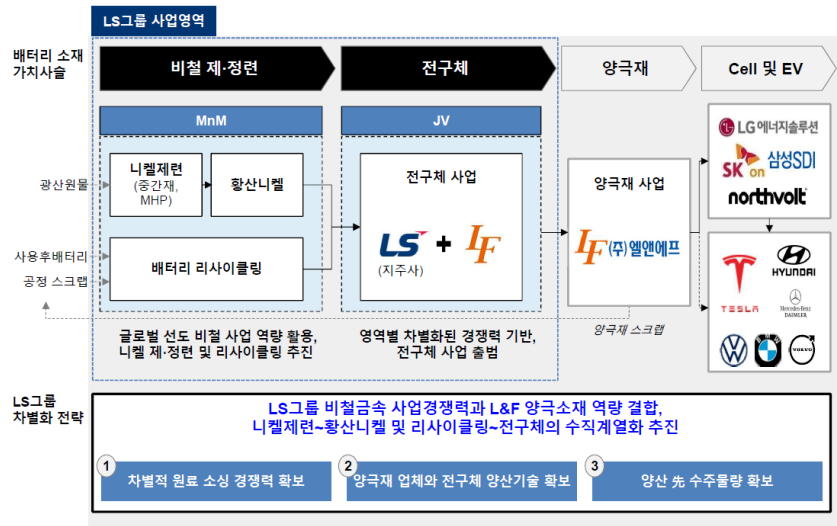 LS그룹 사업영역
배터리 소재
가치사슬
비철 제·정련
전구체
양극재
Cell 및 EV
MnM
JV
광산원물
니켈제련
(중간재,
MHP)
황산니켈
사용후배터리
공정 스크랩
배터리 리사이클링
전구체 사업
LS
+
LF
(지주사)
양극재 사업
LF (주)엘앤에프
LG에너지솔루션
SK on
삼성SDI
northvolt
TESLA
HYUNDAI
Mercedes-Benz
DAIMLER
BMW
VOLVO
양극재 스크랩
글로벌 선도 비철 사업 역량 활용,
니켈 제·정련 및 리사이클링 추진
영역별 차별화된 경쟁력 기반,
전구체 사업 출범
LS그룹
차별화 전략
LS그룹 비철금속 사업경쟁력과 L&F 양극소재 역량 결합,
니켈제련~황산니켈 및 리사이클링~전구체의 수직계열화 추진
1 차별적 원료 소싱 경쟁력 확보
2 양극재 업체와 전구체 양산기술 확보
3 양산 先 수주물량 확보